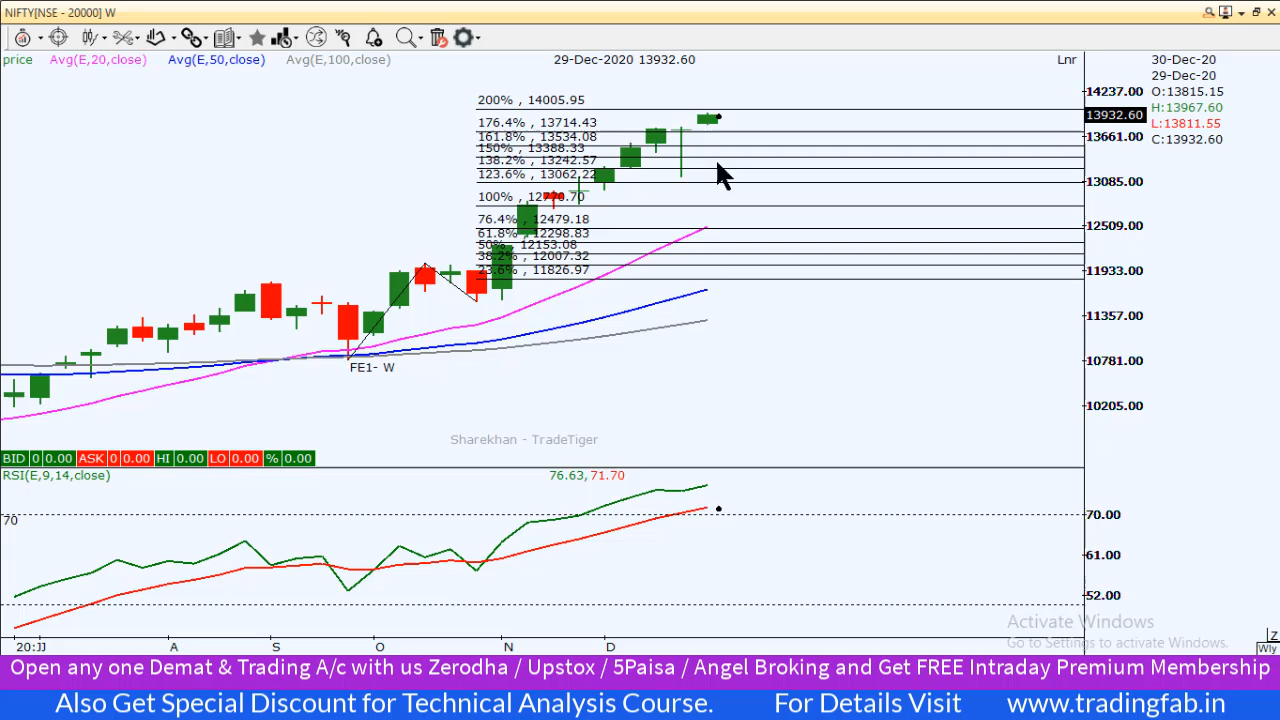 NIFTY[NSE - 20000] W
price Avg(E,20,close) Avg(E,50,close) Avg(E,100,close) 29-Dec-2020 13932.60 Lnr
30-Dec-20
29-Dec-20
O:13815.15
H:13967.60
L:13811.55
C:13932.60
14237.00
13932.60
13661.00
13085.00
12509.00
11933.00
11357.00
10781.00
10205.00
200% , 14005.95
176.4% , 13714.43
161.8% , 13534.08
150% , 13388.33
138.2% , 13242.57
123.6% , 13062.22
100% , 12770.70
76.4% , 12479.18
61.8% , 12298.83
50% , 12153.08
38.2% , 12007.32
23.6% , 11826.97
FE1- W
Sharekhan - TradeTiger
BID 0 0.00 ASK 0 0.00 HI 0.00 LO 0.00 % 0.00
RSI(E,9,14,close) 76.63, 71.70
70
70.00
61.00
52.00
Activate Windows
Go to Settings to activate Windows.
20:JJ A S O N D
Z
Wly
Open any one Demat & Trading A/c with us Zerodha / Upstox / 5Paisa / Angel Broking and Get FREE Intraday Premium Membership
Also Get Special Discount for Technical Analysis Course. For Details Visit www.tradingfab.in